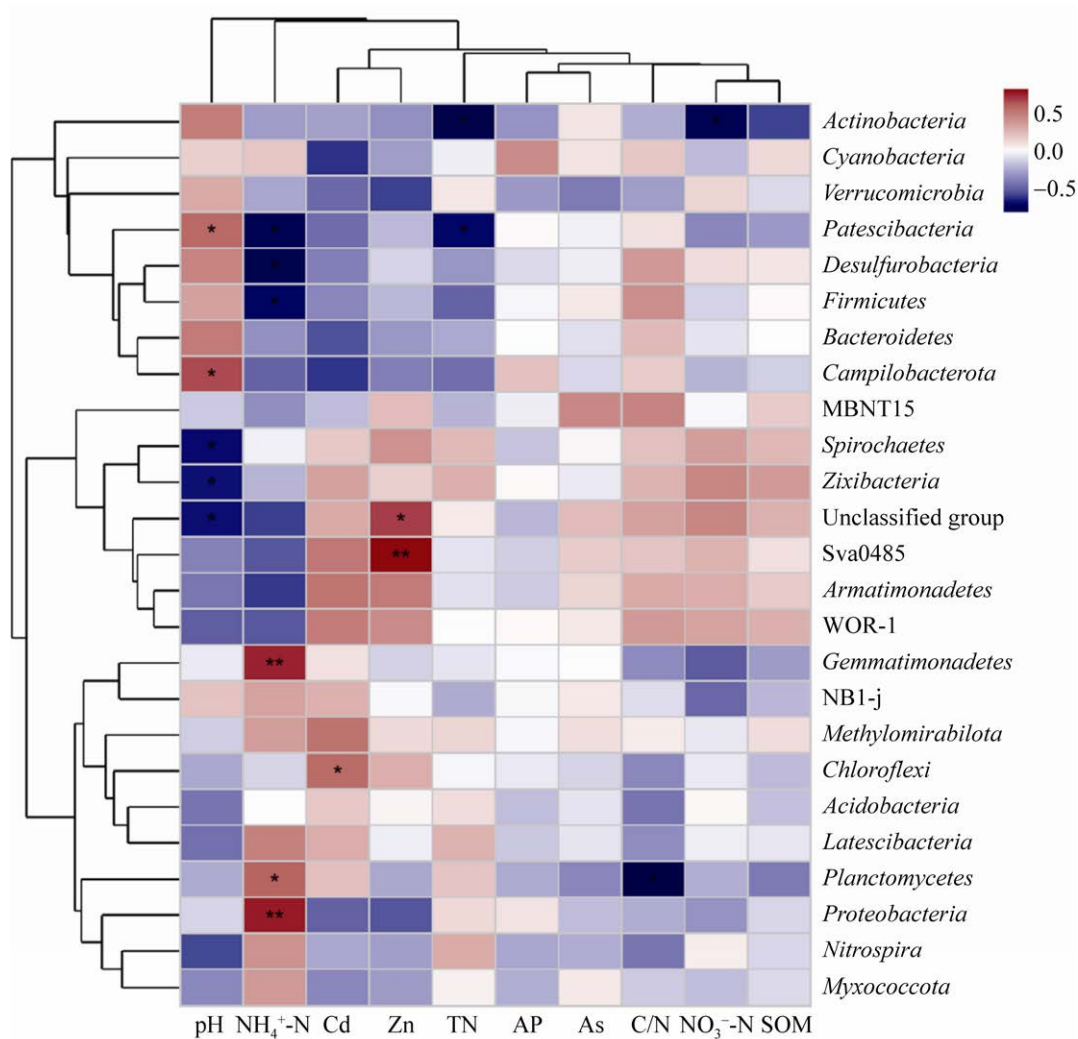 0.5
0.0
−0.5
Actinobacteria
Cyanobacteria
Verrucomicrobia
* * * Patescibacteria
* Desulfurobacteria
* Firmicutes
Bacteroidetes
* Campilobacterota
MBNT15
* Spirochaetes
* Zixibacteria
* * Unclassified group
** Sva0485
Armatimonadetes
WOR-1
** Gemmatimonadetes
NB1-j
Methylomirabilota
* Chloroflexi
Acidobacteria
Latescibacteria
* * Planctomycetes
** Proteobacteria
Nitrospira
Myxococcota
pH NH₄⁺-N Cd Zn TN AP As C/N NO₃⁻-N SOM